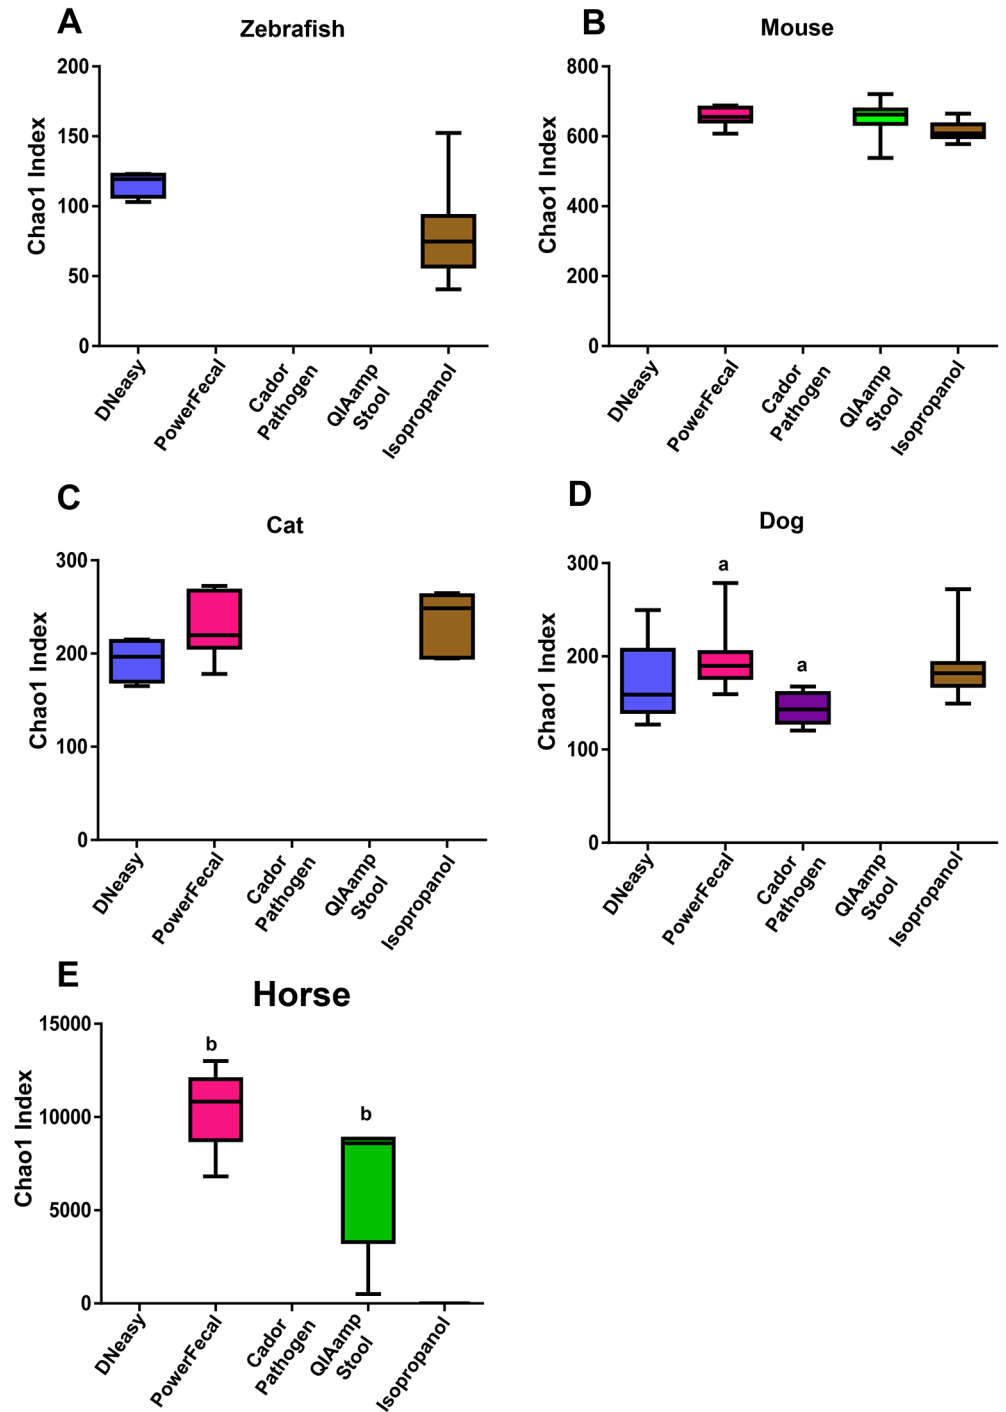 A
Zebrafish
Chao1 Index
200
150
100
50
0
DNeasy
PowerFecal
Cador
Pathogen
QIAamp
Stool
Isopropanol
B
Mouse
Chao1 Index
800
600
400
200
0
DNeasy
PowerFecal
Cador
Pathogen
QIAamp
Stool
Isopropanol
C
Cat
Chao1 Index
300
200
100
0
DNeasy
PowerFecal
Cador
Pathogen
QIAamp
Stool
Isopropanol
D
Dog
Chao1 Index
300
200
100
0
a
a
DNeasy
PowerFecal
Cador
Pathogen
QIAamp
Stool
Isopropanol
E
Horse
Chao1 Index
15000
10000
5000
0
b
b
DNeasy
PowerFecal
Cador
Pathogen
QIAamp
Stool
Isopropanol